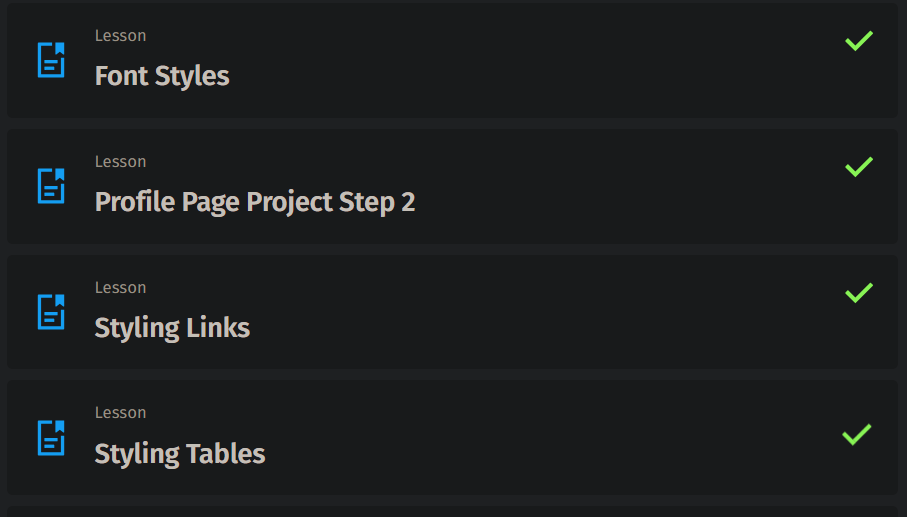 Lesson
Font Styles
Lesson
Profile Page Project Step 2
Lesson
Styling Links
Lesson
Styling Tables